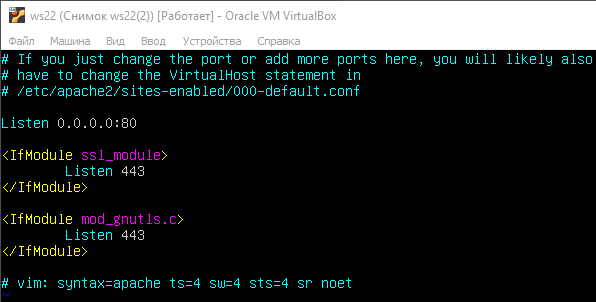 ws22 (Снимок ws22(2)) [Работает] - Oracle VM VirtualBox
Файл Машина Вид Ввод Устройства Справка
# If you just change the port or add more ports here, you will likely also
# have to change the VirtualHost statement in
# /etc/apache2/sites-enabled/000-default.conf
Listen 0.0.0.0:80
<IfModule ssl_module>
Listen 443
</IfModule>
<IfModule mod_gnutls.c>
Listen 443
</IfModule>
# vim: syntax=apache ts=4 sw=4 sts=4 sr noet
~